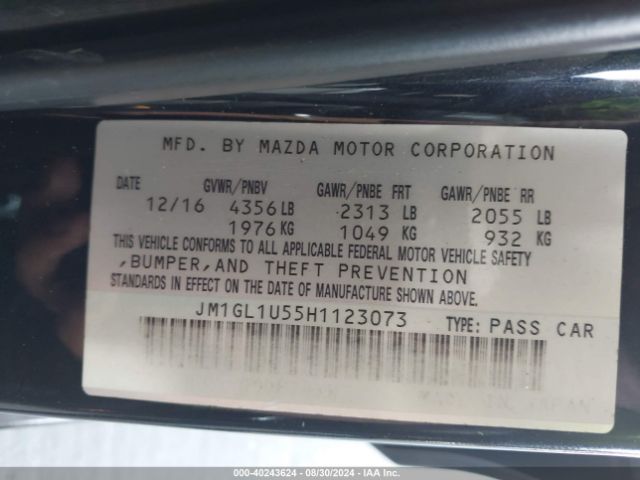 MFD. BY MAZDA MOTOR CORPORATION
DATE GVWR/PNBV GAWR/PNBE FRT GAWR/PNBE RR
12/16 4356 LB 2313 LB 2055 LB
1976 KG 1049 KG 932 KG
THIS VEHICLE CONFORMS TO ALL APPLICABLE FEDERAL MOTOR VEHICLE SAFETY
,BUMPER,AND THEFT PREVENTION
STANDARDS IN EFFECT ON THE DATE OF MANUFACTURE SHOWN ABOVE.
JM1GL1U55H1123073 TYPE: PASS CAR
000-40243624 - 08/30/2024 - IAA Inc.